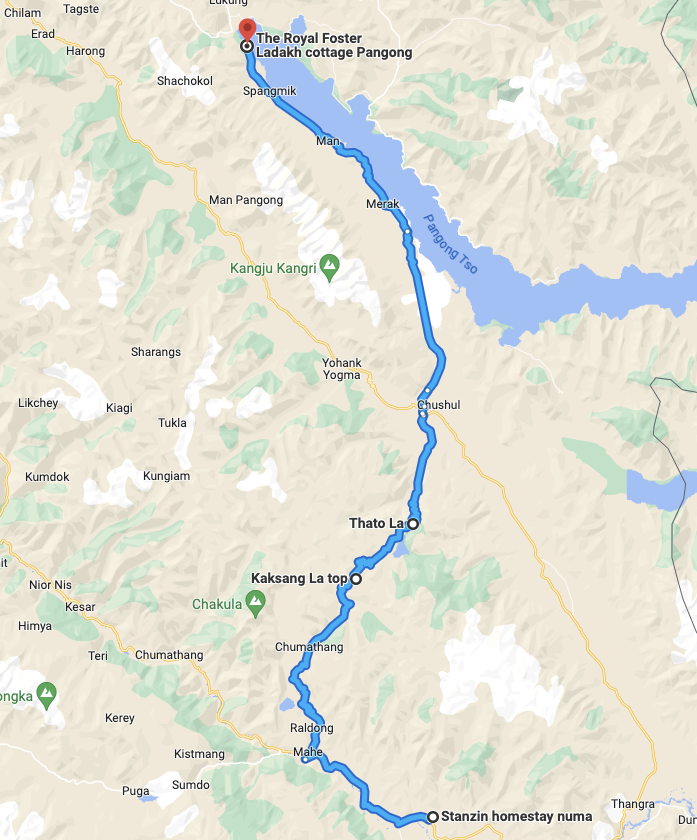 Lukung
Chilam
Tagste
Erad
Harong
The Royal Foster
Ladakh cottage Pangong
Shachokol
Spangmik
Man
Man Pangong
Merak
Pangong Tso
Kangju Kangri
Sharangs
Yohank
Yogma
Likchey
Kiagi
Chushul
Tukla
Kumdok
Kungiam
Thato La
Kaksang La top
Nior Nis
Chakula
Kesar
Himya
Chumathang
Teri
Chumathang
ongka
Kerey
Raldong
Kistmang
Mahe
Puga
Sumdo
Stanzin homestay numa
Thangra